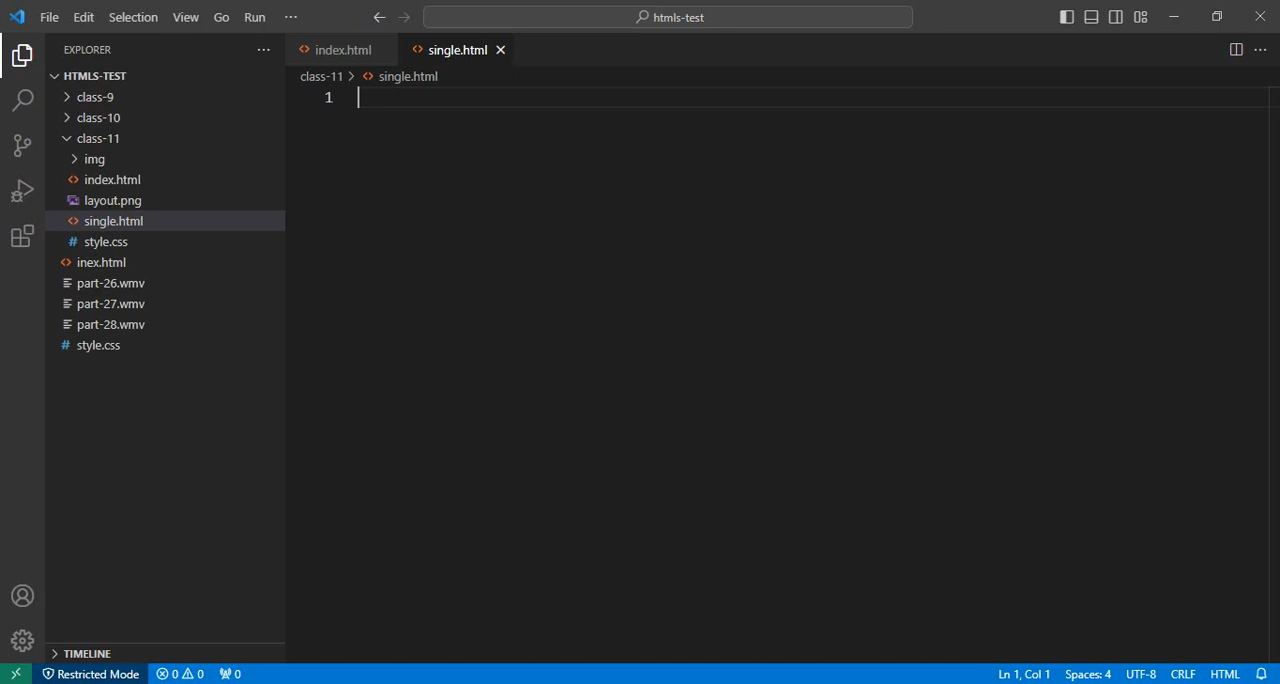 File Edit Selection View Go Run ··· htmls-test
EXPLORER ···
HTMLS-TEST
class-9
class-10
class-11
img
index.html
layout.png
single.html
# style.css
inex.html
part-26.wmv
part-27.wmv
part-28.wmv
# style.css
TIMELINE
index.html single.html
class-11 > single.html
1
Restricted Mode 0 0 0 Ln 1, Col 1 Spaces: 4 UTF-8 CRLF HTML